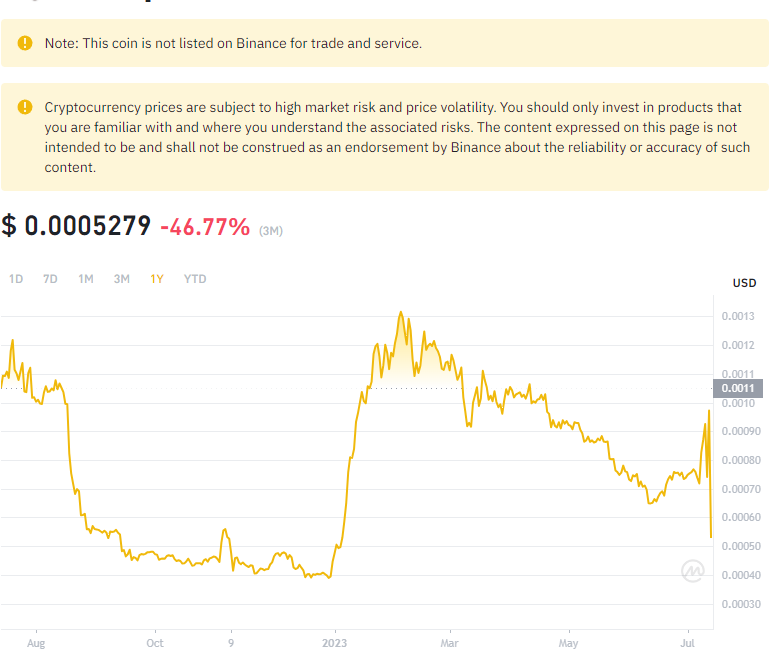 Note: This coin is not listed on Binance for trade and service.
Cryptocurrency prices are subject to high market risk and price volatility. You should only invest in products that
you are familiar with and where you understand the associated risks. The content expressed on this page is not
intended to be and shall not be construed as an endorsement by Binance about the reliability or accuracy of such
content.
$ 0.0005279 -46.77% (3M)
1D 7D 1M 3M 1Y YTD
USD
0.0013
0.0012
0.0011
0.0011
0.0010
0.00090
0.00080
0.00070
0.00060
0.00050
0.00040
0.00030
Aug Oct 9 2023 Mar May Jul